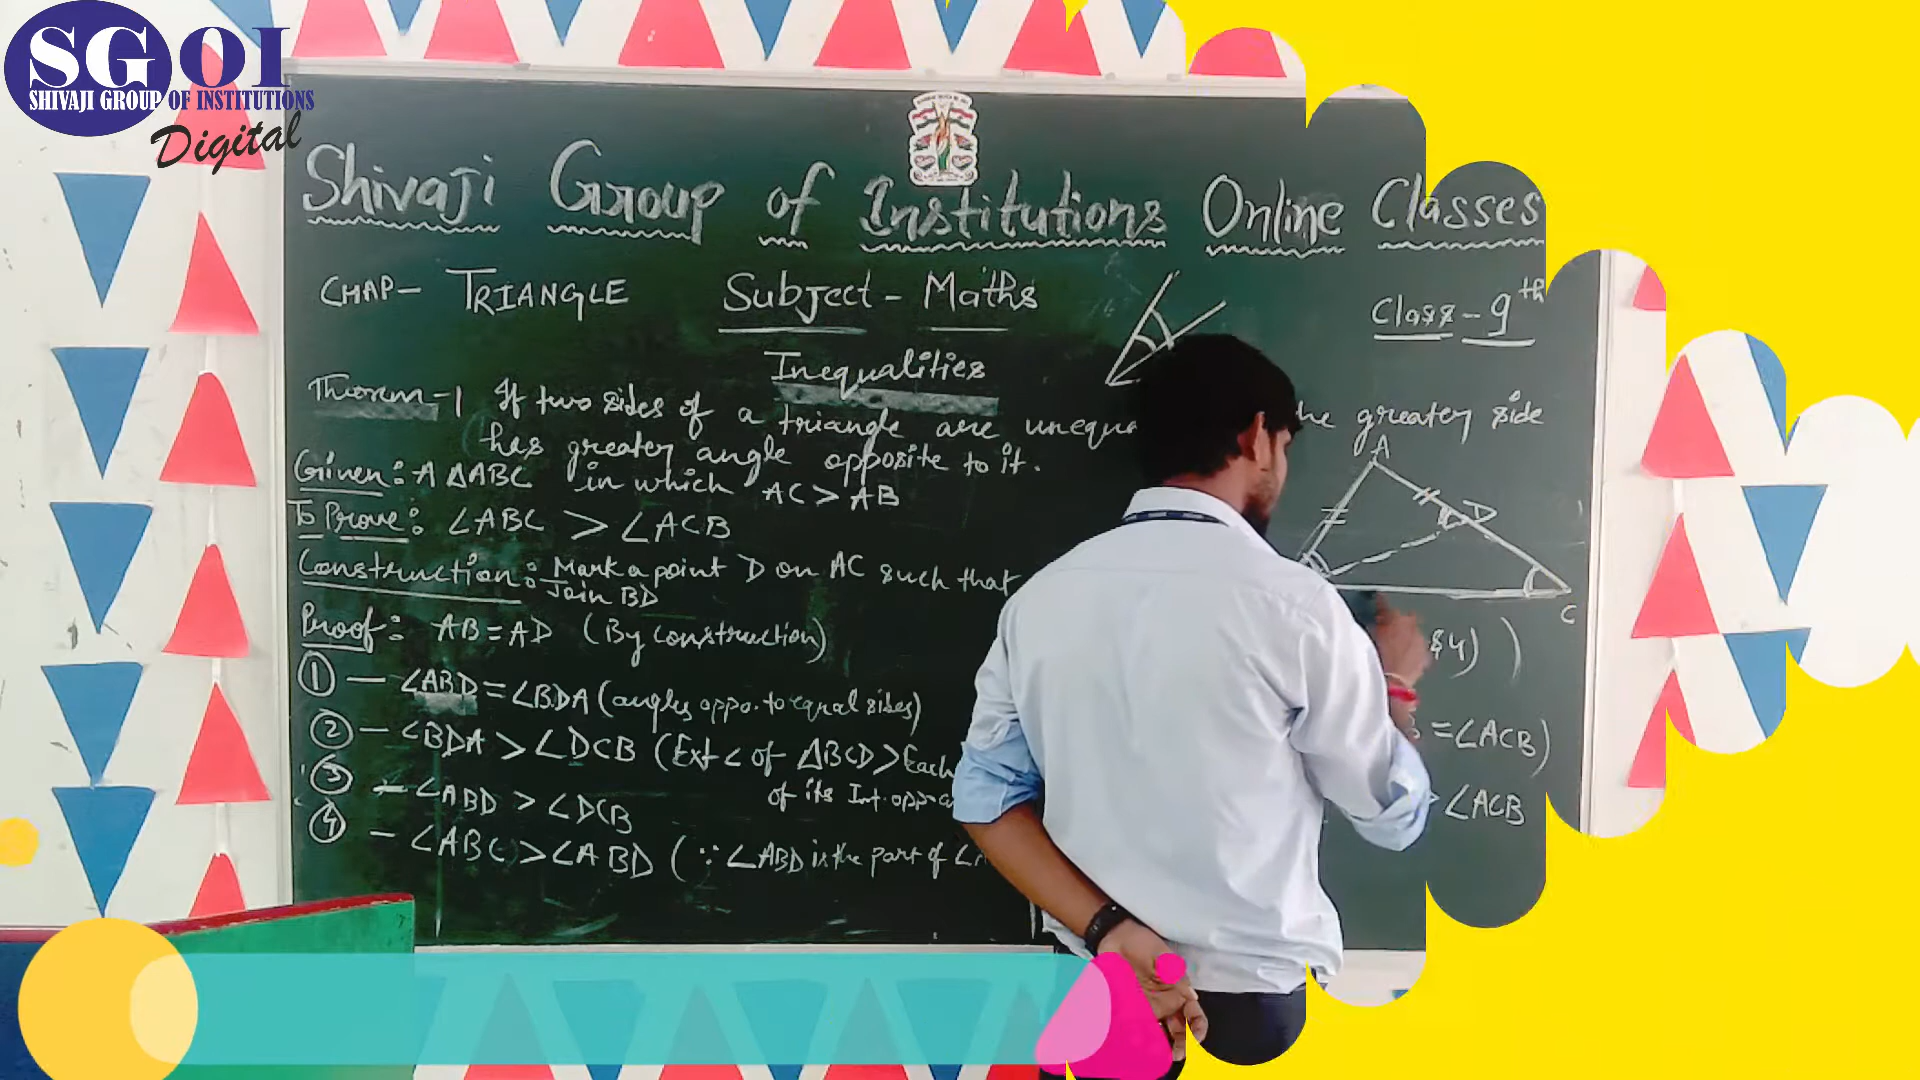 SGOI
SHIVAJI GROUP OF INSTITUTIONS
Digital
Shivaji Group of Institutions Online Classes
CHAP- TRIANGLE Subject - Maths Class - 9th
Inequalities
Theorem-1 If two sides of a triangle are unequa he greater side
has greater angle opposite to it.
Given: A ΔABC in which AC > AB
To Prove: ∠ABC > ∠ACB
Construction: Mark a point D on AC such that
Join BD
Proof: AB = AD (By construction)
① - ∠ABD = ∠BDA (angles oppo. to equal sides)
② - ∠BDA > ∠DCB (Ext ∠ of ΔBCD > Each
of its Int. oppo
③ - ∠ABD > ∠DCB
④ - ∠ABC > ∠ABD (∵ ∠ABD is the part of ∠A
A
D
C
&4) )
= ∠ACB)
∠ACB